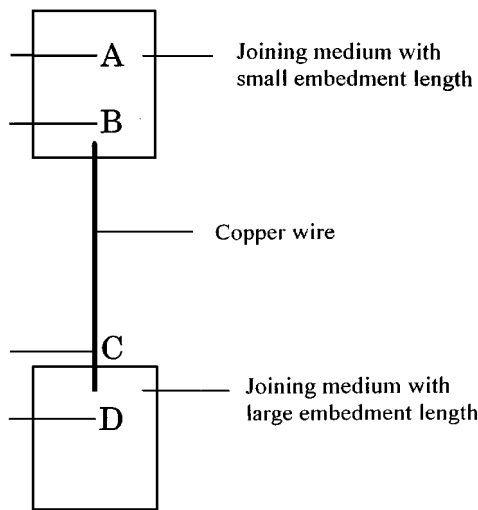 A
Joining medium with
small embedment length
B
Copper wire
C
Joining medium with
large embedment length
D